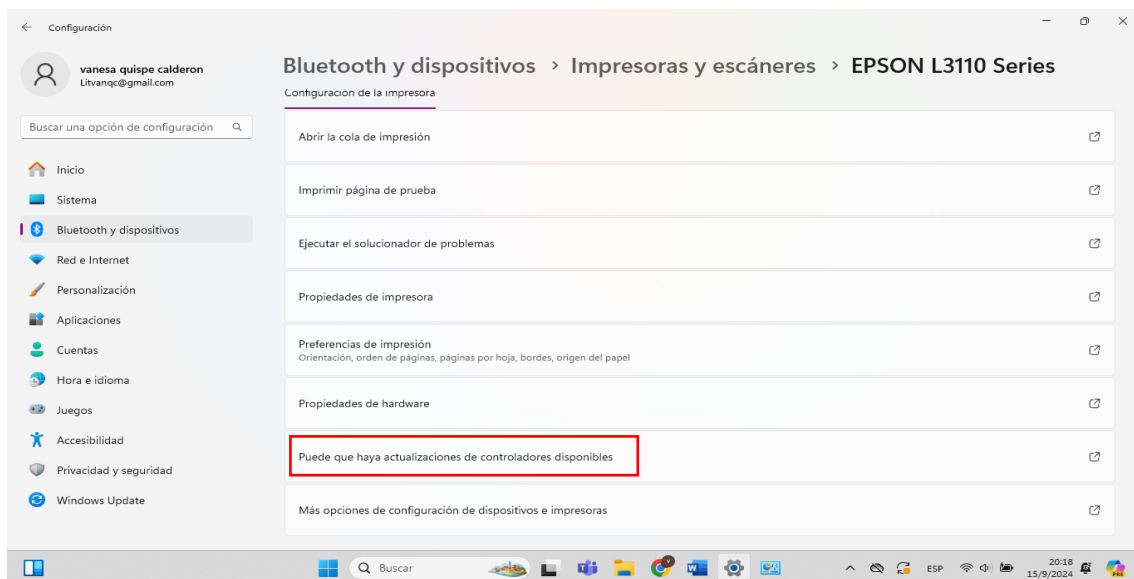 Configuración
vanesa quispe calderon
Litvanqc@gmail.com
Buscar una opción de configuración
Inicio
Sistema
Bluetooth y dispositivos
Red e Internet
Personalización
Aplicaciones
Cuentas
Hora e idioma
Juegos
Accesibilidad
Privacidad y seguridad
Windows Update
Bluetooth y dispositivos > Impresoras y escáneres > EPSON L3110 Series
Configuración de la impresora
Abrir la cola de impresión
Imprimir página de prueba
Ejecutar el solucionador de problemas
Propiedades de impresora
Preferencias de impresión
Orientación, orden de páginas, páginas por hoja, bordes, origen del papel
Propiedades de hardware
Puede que haya actualizaciones de controladores disponibles
Más opciones de configuración de dispositivos e impresoras
Buscar
ESP
20:18
15/9/2024